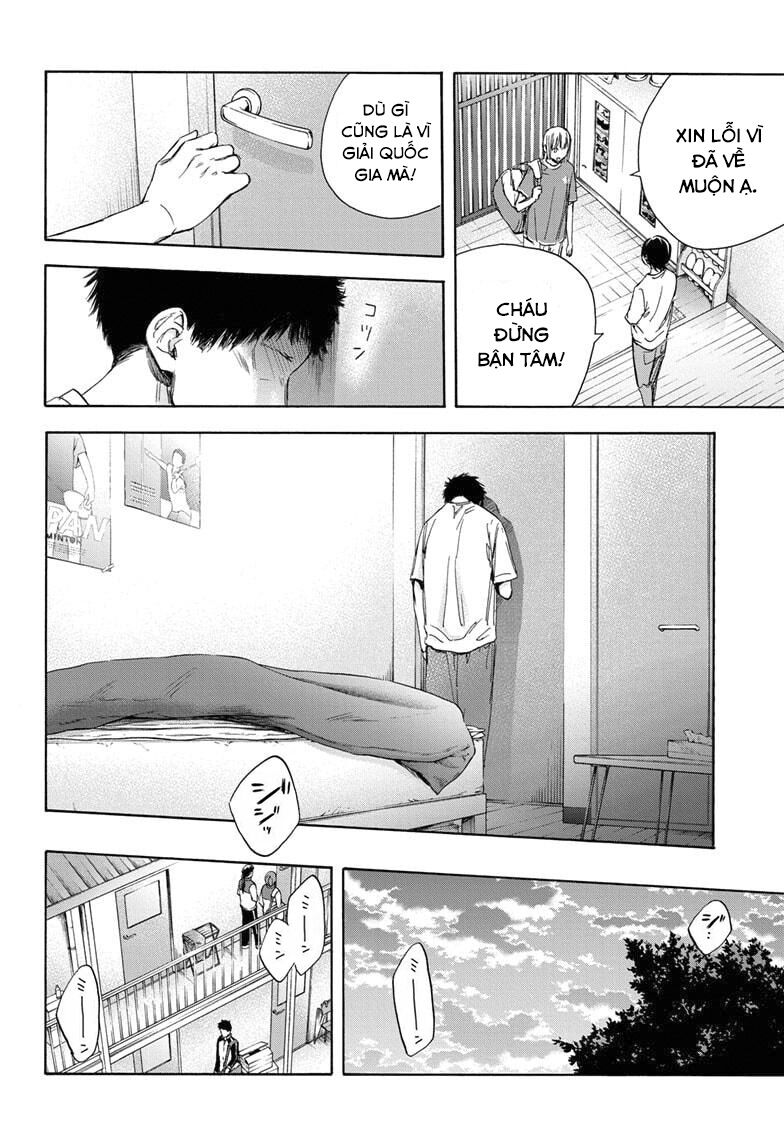 XIN LỖI VÌ
ĐÃ VỀ
MUỘN Ạ.
CHÁU
ĐỪNG
BẬN TÂM!
DÙ GÌ
CŨNG LÀ VÌ
GIẢI QUỐC
GIA MÀ!
コツン
PAN
MINTON